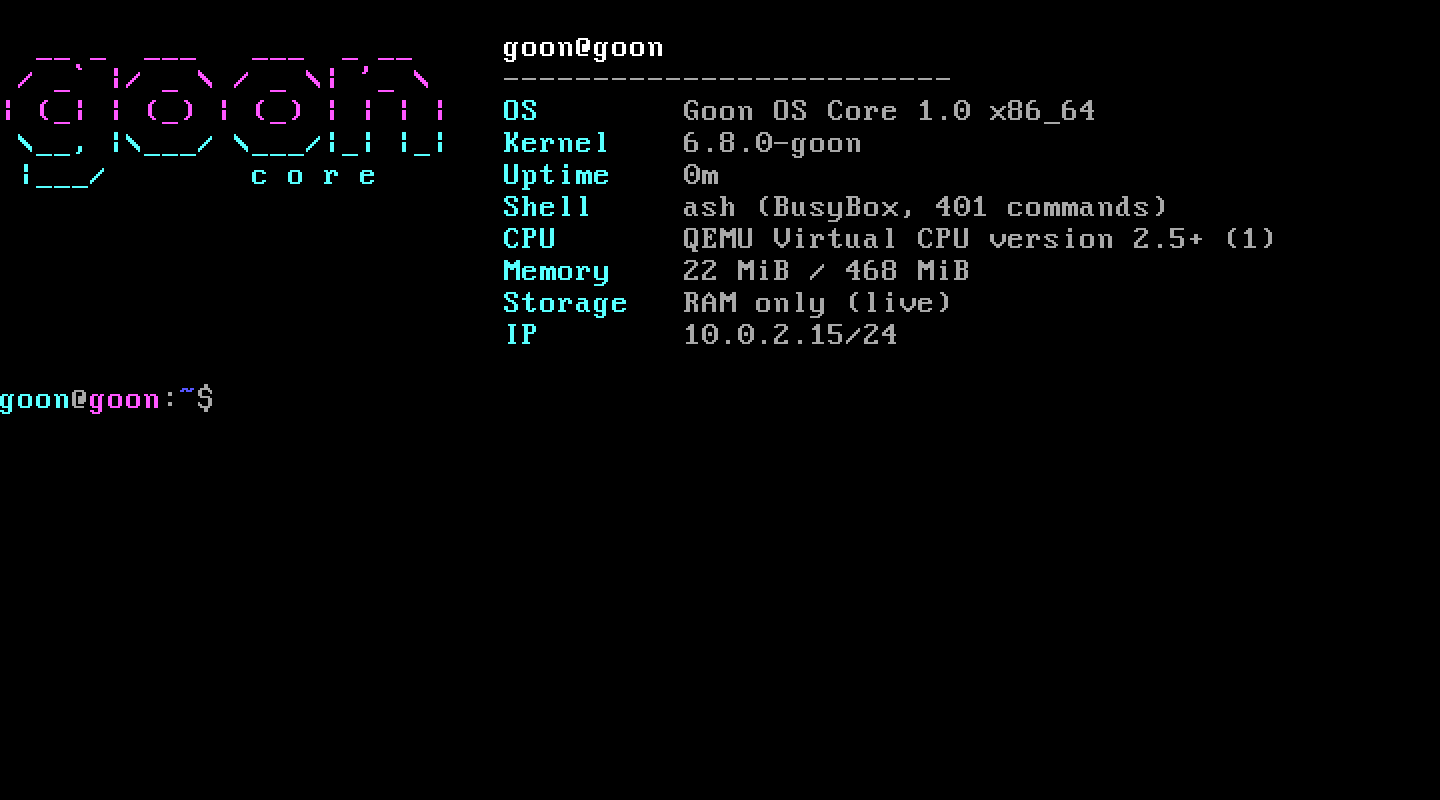 goon@goon
-------------------------
OS Goon OS Core 1.0 x86_64
Kernel 6.8.0-goon
Uptime 0m
Shell ash (BusyBox, 401 commands)
CPU QEMU Virtual CPU version 2.5+ (1)
Memory 22 MiB / 468 MiB
Storage RAM only (live)
IP 10.0.2.15/24
goon
core
goon@goon:~$